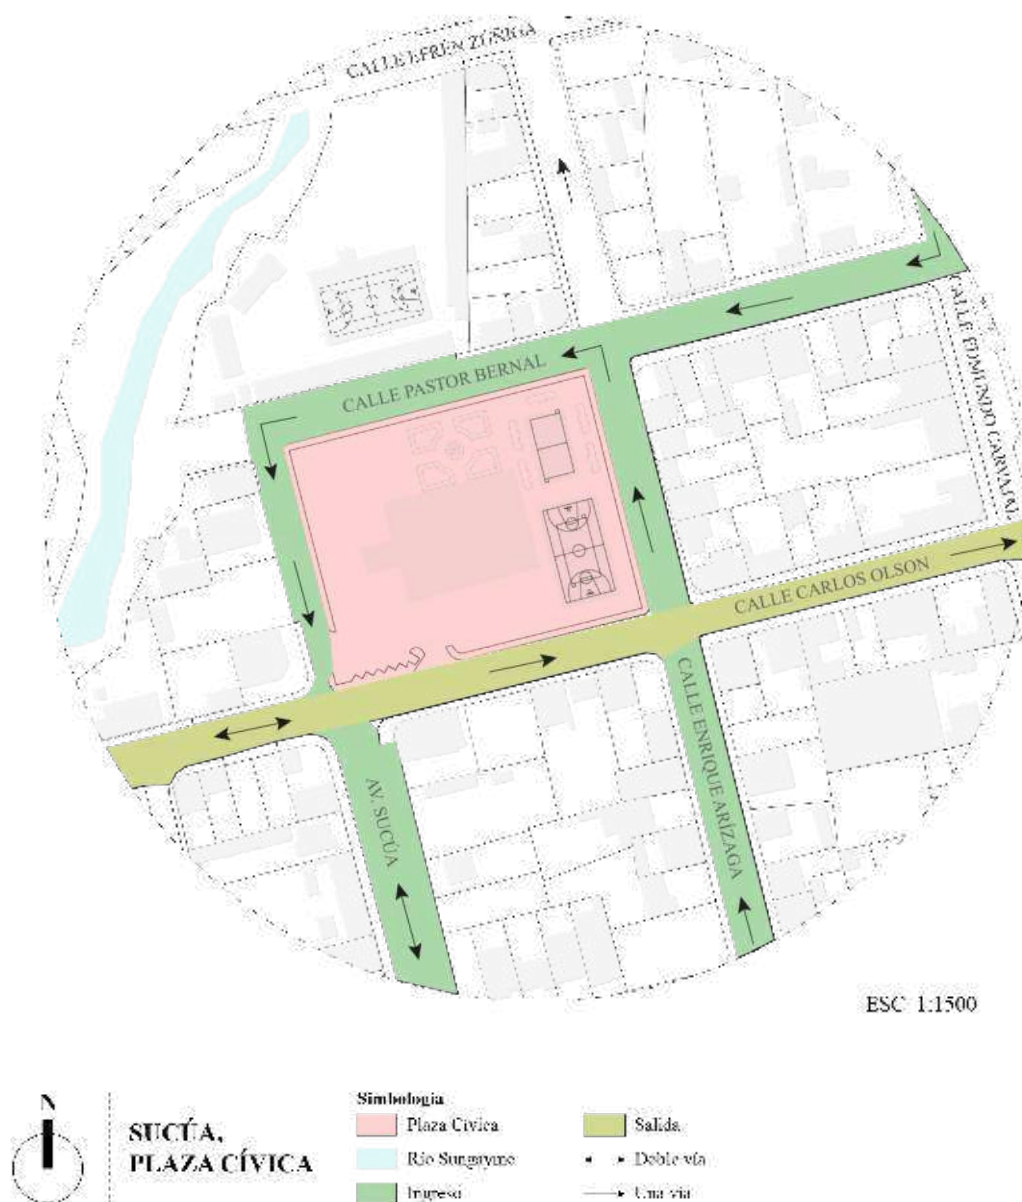 CALLE EFRÉN ZÚÑIGA
CALLE PASTOR BERNAL
CALLE EDMUNDO CARVAJAL
CALLE CARLOS OLSON
CALLE ENRIQUE ARÍZAGA
AV. SUCÚA
ESC 1:1500
N
SUCÚA,
PLAZA CÍVICA
Simbología
Plaza Cívica
Salida
Río Sungayme
Doble vía
Ingreso
Una vía